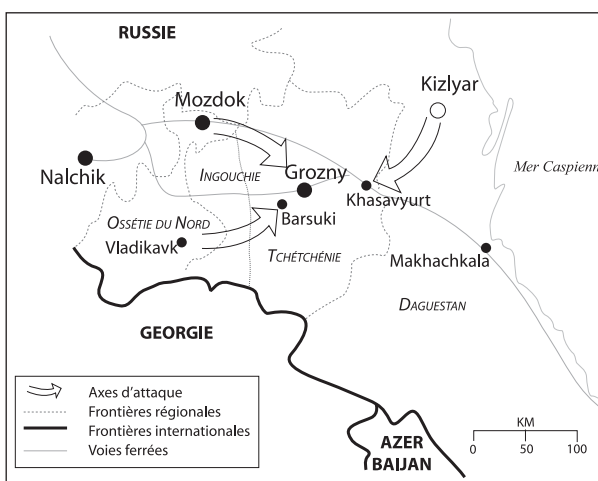 RUSSIE
Kizlyar
Mozdok
Mer Caspienn
Nalchik
INGOUCHIE
Grozny
Khasavyurt
Barsuki
OSSÉTIE DU NORD
Vladikavk
TCHÉTCHÉNIE
Makhachkala
DAGUESTAN
GEORGIE
Axes d'attaque
Frontières régionales
Frontières internationales
Voies ferrées
AZER
BAIJAN
KM
0 50 100